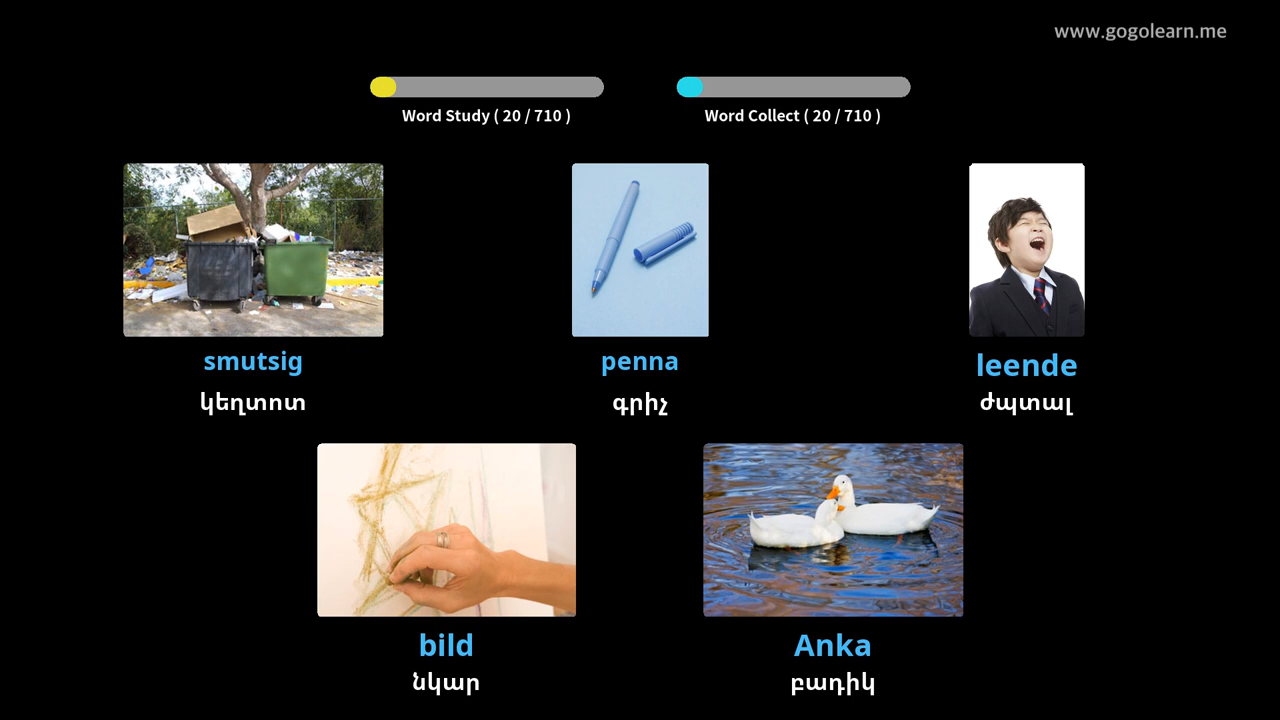 www.gogolearn.me
Word Study ( 20 / 710 )
Word Collect ( 20 / 710 )
smutsig
կեղտոտ
penna
գրիչ
leende
ժպտալ
bild
նկար
Anka
բադիկ